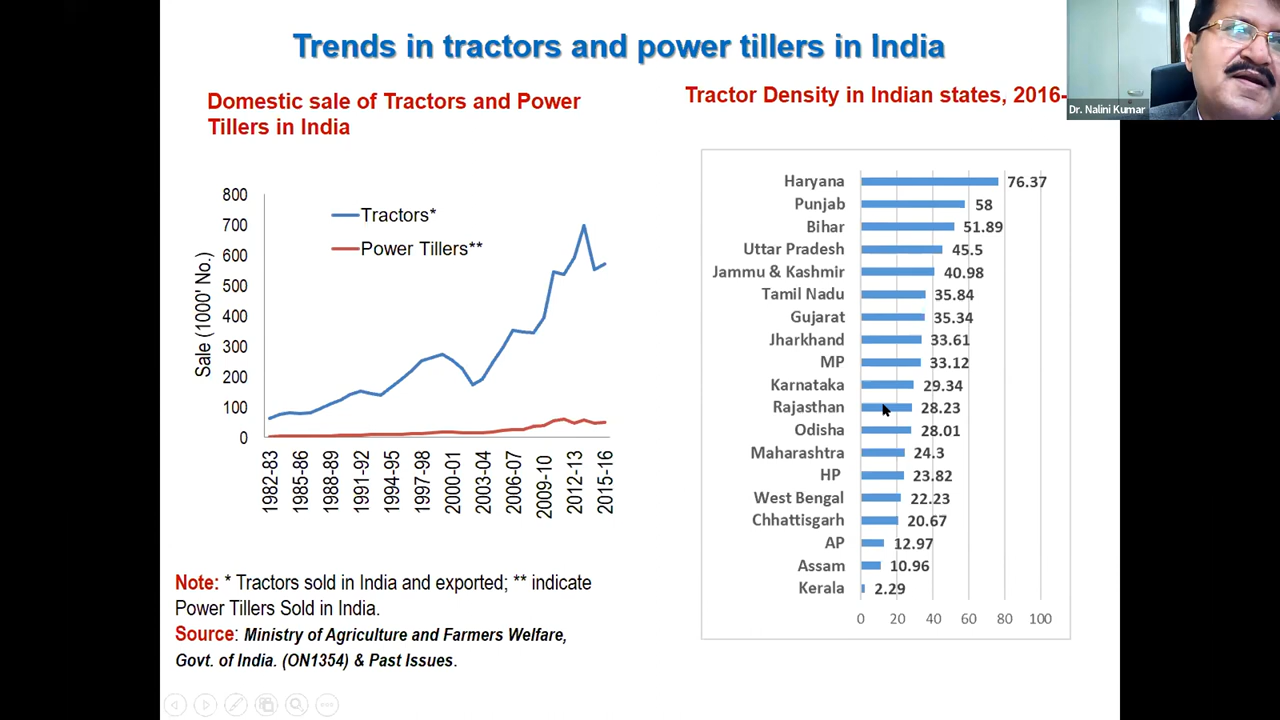 Trends in tractors and power tillers in India
Domestic sale of Tractors and Power
Tillers in India
800
700
600
500
400
300
200
100
0
Sale (1000' No.)
Tractors*
Power Tillers**
1982-83
1985-86
1988-89
1991-92
1994-95
1997-98
2000-01
2003-04
2006-07
2009-10
2012-13
2015-16
Note: * Tractors sold in India and exported; ** indicate
Power Tillers Sold in India.
Source: Ministry of Agriculture and Farmers Welfare,
Govt. of India. (ON1354) & Past Issues.
Tractor Density in Indian states, 2016-
Haryana 76.37
Punjab 58
Bihar 51.89
Uttar Pradesh 45.5
Jammu & Kashmir 40.98
Tamil Nadu 35.84
Gujarat 35.34
Jharkhand 33.61
MP 33.12
Karnataka 29.34
Rajasthan 28.23
Odisha 28.01
Maharashtra 24.3
HP 23.82
West Bengal 22.23
Chhattisgarh 20.67
AP 12.97
Assam 10.96
Kerala 2.29
0 20 40 60 80 100
Dr. Nalini Kumar